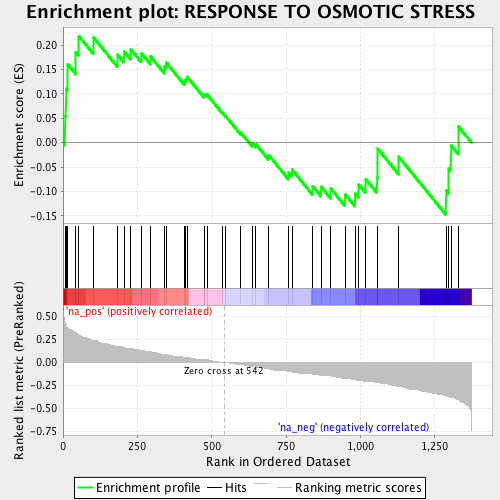 Enrichment plot: RESPONSE TO OSMOTIC STRESS
Enrichment score (ES)
0.20
0.15
0.10
0.05
0.00
-0.05
-0.10
-0.15
'na_pos' (positively correlated)
Ranked list metric (PreRanked)
0.50
0.25
0.00
-0.25
-0.50
-0.75
Zero cross at 542
'na_neg' (negatively correlated)
0
250
500
750
1,000
1,250
Rank in Ordered Dataset
Enrichment profile
Hits
Ranking metric scores